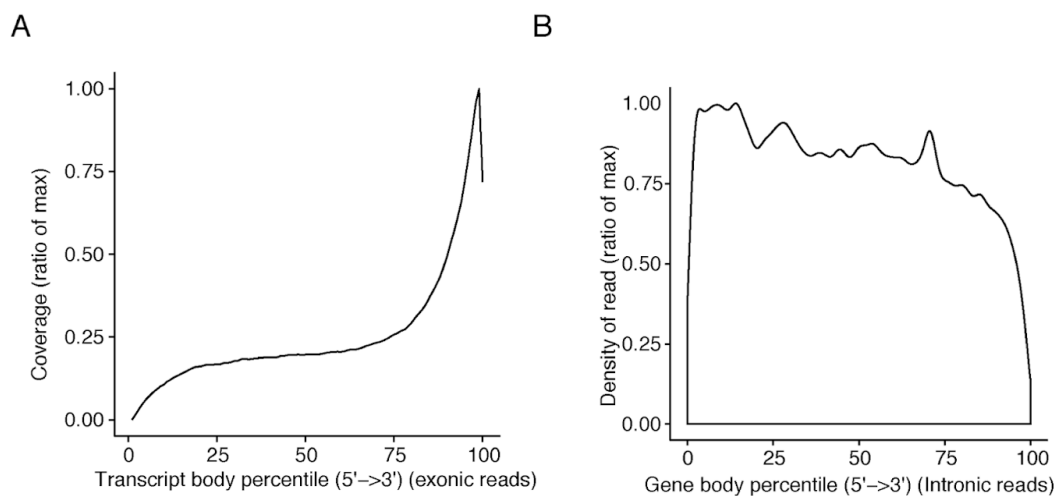 A
Coverage (ratio of max)
1.00
0.75
0.50
0.25
0.00
0 25 50 75 100
Transcript body percentile (5'->3') (exonic reads)
B
Density of read (ratio of max)
1.00
0.75
0.50
0.25
0.00
0 25 50 75 100
Gene body percentile (5'->3') (Intronic reads)